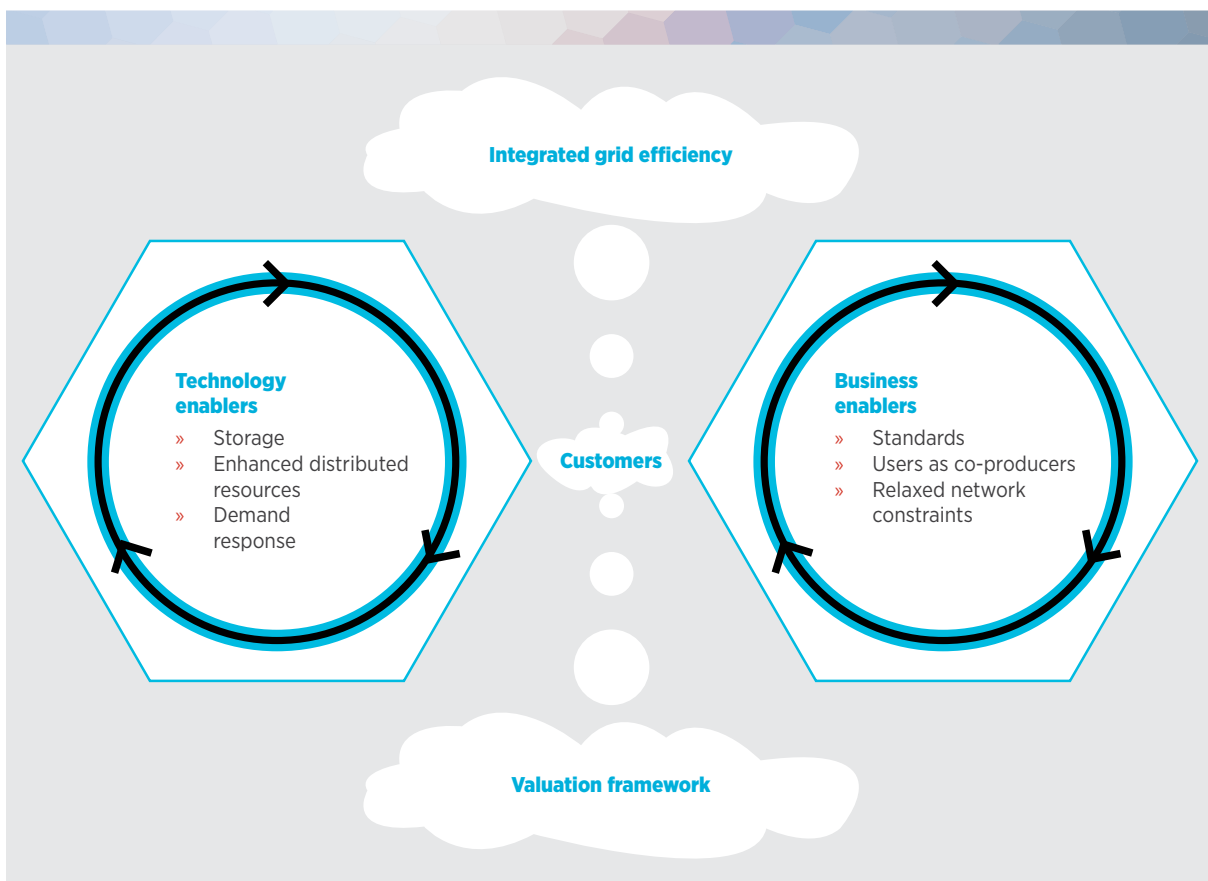 Integrated grid efficiency
Technology
enablers
» Storage
» Enhanced distributed
resources
» Demand
response
Customers
Business
enablers
» Standards
» Users as co-producers
» Relaxed network
constraints
Valuation framework